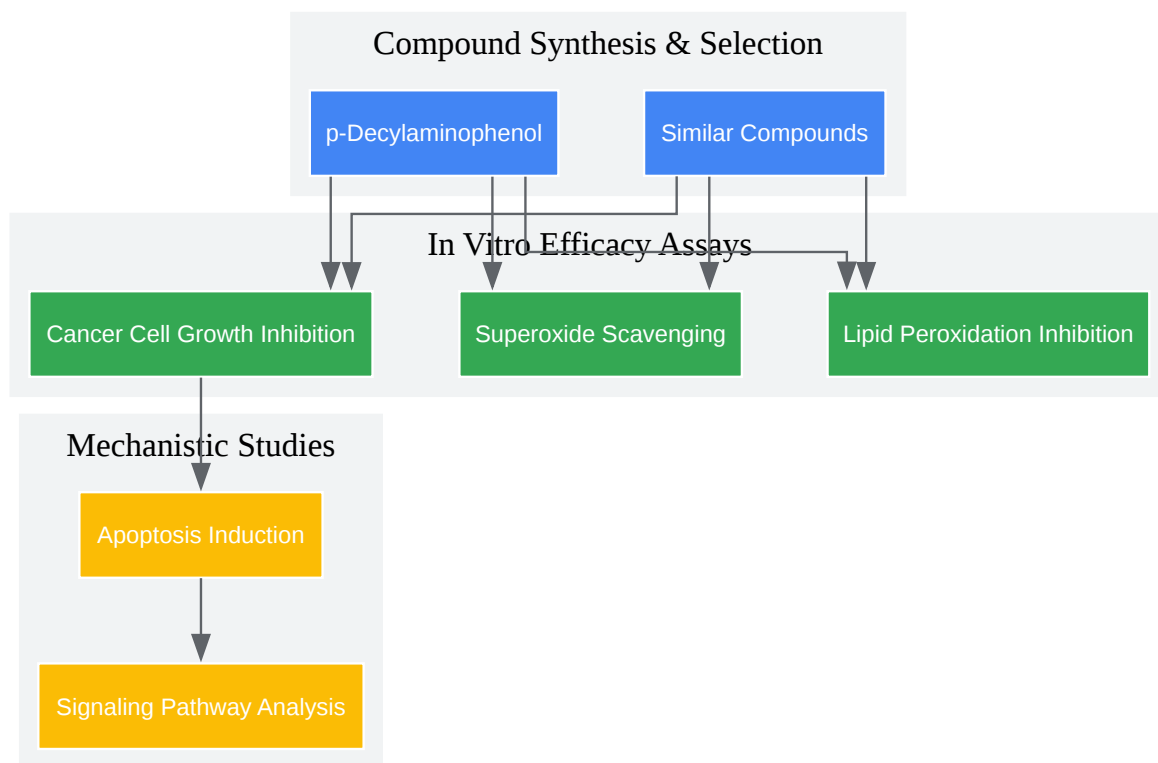 Compound Synthesis & Selection
p-Decylaminophenol
Similar Compounds
In Vitro Efficacy Assays
Cancer Cell Growth Inhibition
Superoxide Scavenging
Lipid Peroxidation Inhibition
Mechanistic Studies
Apoptosis Induction
Signaling Pathway Analysis